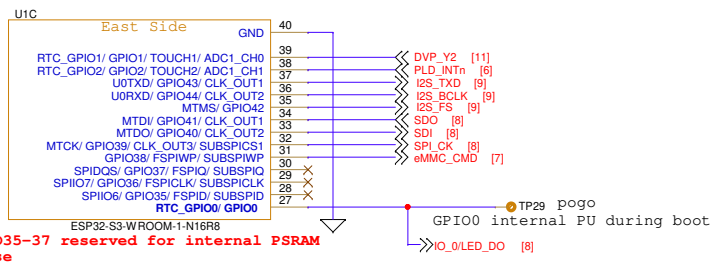 U1C
East Side
GND 40
RTC_GPIO1/ GPIO1/ TOUCH1/ ADC1_CH0 39 DVP_Y2 [11]
RTC_GPIO2/ GPIO2/ TOUCH2/ ADC1_CH1 38 PLD_INTn [6]
U0TXD/ GPIO43/ CLK_OUT1 37 I2S_TXD [9]
U0RXD/ GPIO44/ CLK_OUT2 36 I2S_BCLK [9]
MTMS/ GPIO42 35 I2S_FS [9]
MTDI/ GPIO41/ CLK_OUT1 34 SDO [8]
MTDO/ GPIO40/ CLK_OUT2 33 SDI [8]
MTCK/ GPIO39/ CLK_OUT3/ SUBSPICS1 32 SPI_CK [8]
GPIO38/ FSPIWP/ SUBSPIWP 31 eMMC_CMD [7]
SPIDQS/ GPIO37/ FSPIQ/ SUBSPIQ 30
SPIIO7/ GPIO36/ FSPICLK/ SUBSPICLK 29
SPIIO6/ GPIO35/ FSPID/ SUBSPID 28
RTC_GPIO0/ GPIO0 27 TP29 pogo
GPIO0 internal PU during boot
ESP32-S3-WROOM-1-N16R8
35-37 reserved for internal PSRAM
IO_0/LED_DO [8]